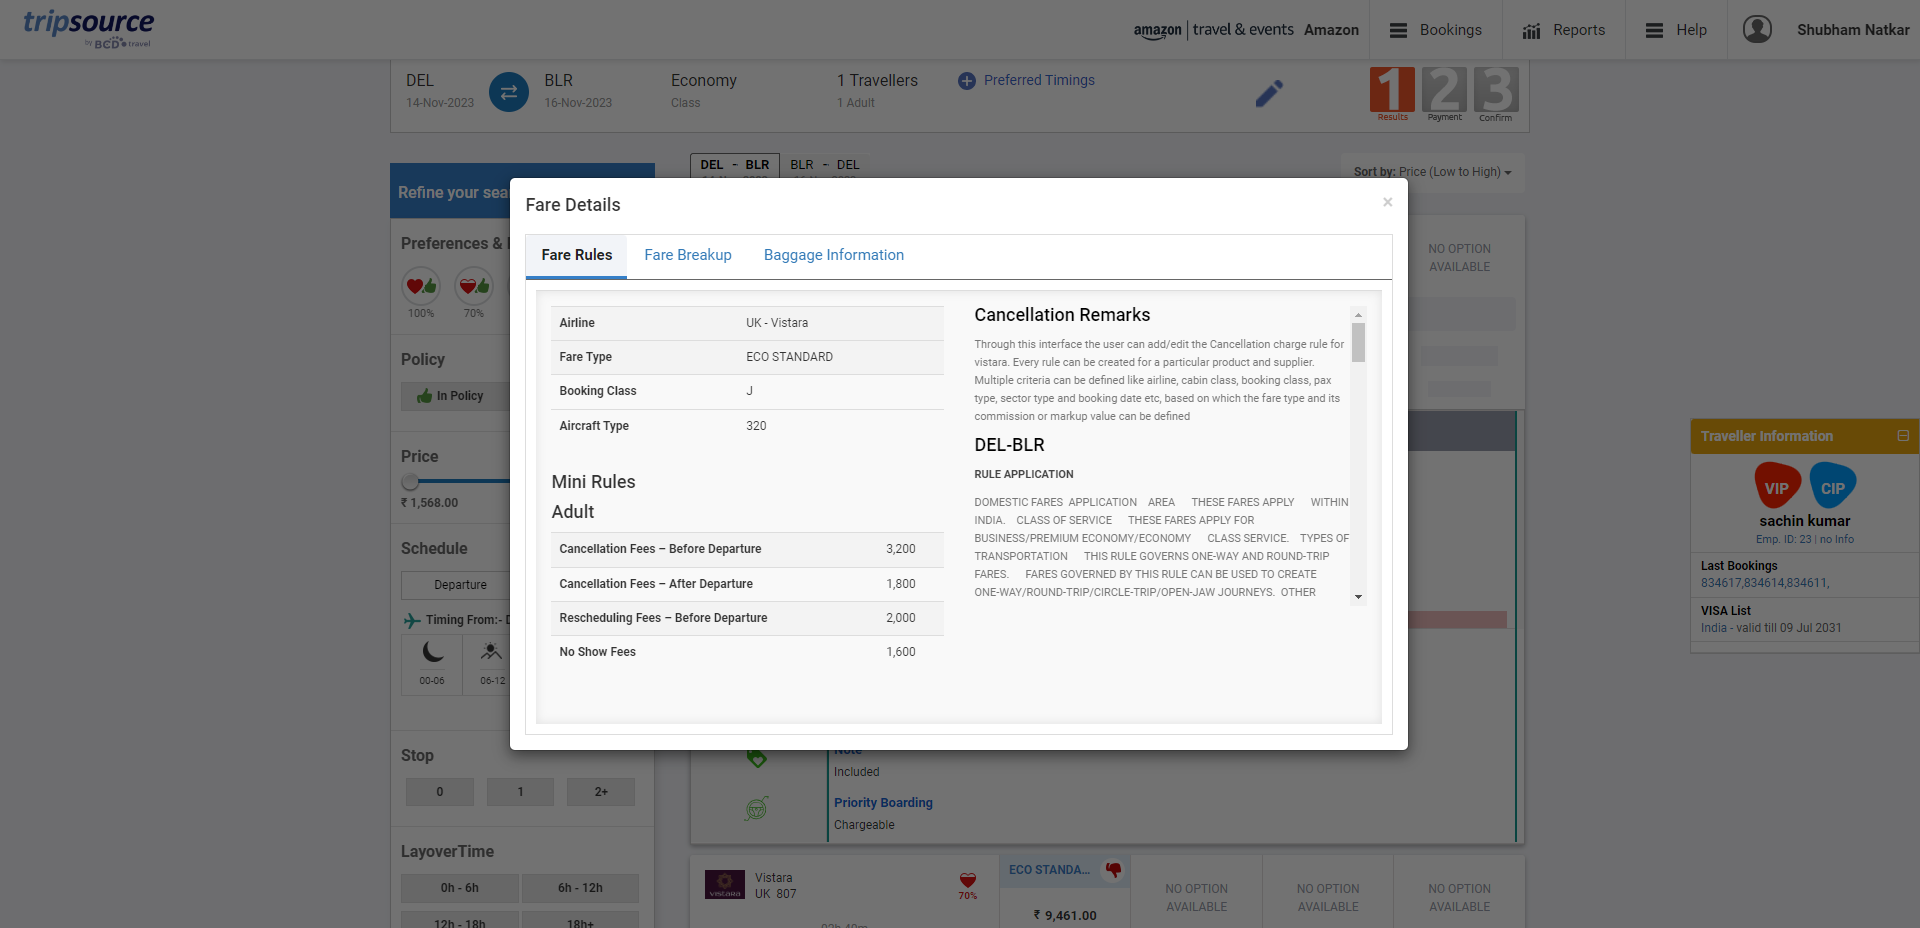 tripsource
by BCD travel
amazon | travel & events Amazon
Bookings
Reports
Help
Shubham Natkar
DEL
14-Nov-2023
BLR
16-Nov-2023
Economy
Class
1 Travellers
1 Adult
Preferred Timings
1 2 3
Results Payment Confirm
DEL - BLR
BLR - DEL
Sort by: Price (Low to High)
Refine your sea
Preferences &
100% 70%
Policy
In Policy
Price
₹ 1,568.00
Schedule
Departure
Timing From:- D
00-06 06-12
Stop
0 1 2+
LayoverTime
0h - 6h 6h - 12h
12h - 18h 18h+
Fare Details
×
Fare Rules Fare Breakup Baggage Information
Airline UK - Vistara
Fare Type ECO STANDARD
Booking Class J
Aircraft Type 320
Mini Rules
Adult
Cancellation Fees – Before Departure 3,200
Cancellation Fees – After Departure 1,800
Rescheduling Fees – Before Departure 2,000
No Show Fees 1,600
Cancellation Remarks
Through this interface the user can add/edit the Cancellation charge rule for
vistara. Every rule can be created for a particular product and supplier.
Multiple criteria can be defined like airline, cabin class, booking class, pax
type, sector type and booking date etc, based on which the fare type and its
commission or markup value can be defined
DEL-BLR
RULE APPLICATION
DOMESTIC FARES APPLICATION AREA THESE FARES APPLY WITHIN
INDIA. CLASS OF SERVICE THESE FARES APPLY FOR
BUSINESS/PREMIUM ECONOMY/ECONOMY CLASS SERVICE. TYPES OF
TRANSPORTATION THIS RULE GOVERNS ONE-WAY AND ROUND-TRIP
FARES. FARES GOVERNED BY THIS RULE CAN BE USED TO CREATE
ONE-WAY/ROUND-TRIP/CIRCLE-TRIP/OPEN-JAW JOURNEYS. OTHER
NO OPTION
AVAILABLE
Included
Priority Boarding
Chargeable
VISTARA
Vistara
UK 807
70%
ECO STANDA...
₹ 9,461.00
NO OPTION
AVAILABLE
NO OPTION
AVAILABLE
NO OPTION
AVAILABLE
Traveller Information
VIP CIP
sachin kumar
Emp. ID: 23 | no Info
Last Bookings
834617,834614,834611,
VISA List
India - valid till 09 Jul 2031